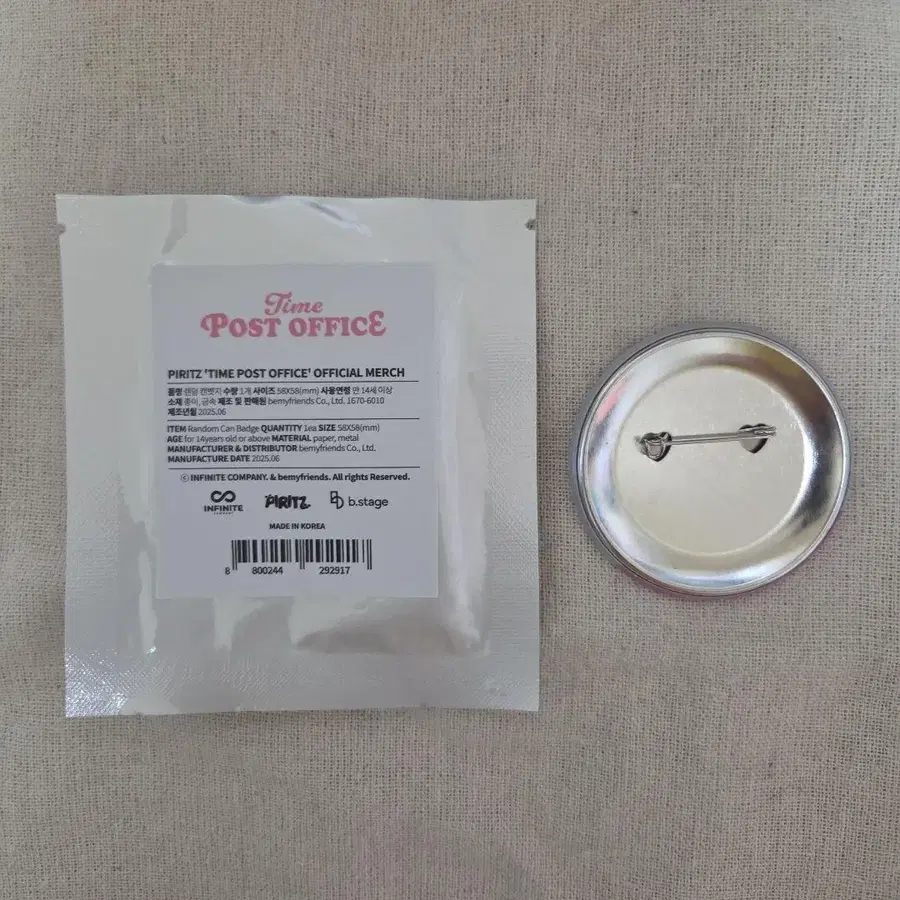 Time
POST OFFICE
PIRITZ 'TIME POST OFFICE' OFFICIAL MERCH
품명 랜덤 캔뱃지 수량 1개 사이즈 58X58(mm) 사용연령 만 14세 이상
소재 종이, 금속 제조 및 판매원 bemyfriends Co., Ltd. 1670-6010
제조년월 2025.06
ITEM Random Can Badge QUANTITY 1ea SIZE 58X58(mm)
AGE for 14years old or above MATERIAL paper, metal
MANUFACTURER & DISTRIBUTOR bemyfriends Co., Ltd.
MANUFACTURE DATE 2025.06
ⓒ INFINITE COMPANY. & bemyfriends. All rights Reserved.
INFINITE COMPANY PIRITZ b.stage
MADE IN KOREA
8 800244 292917